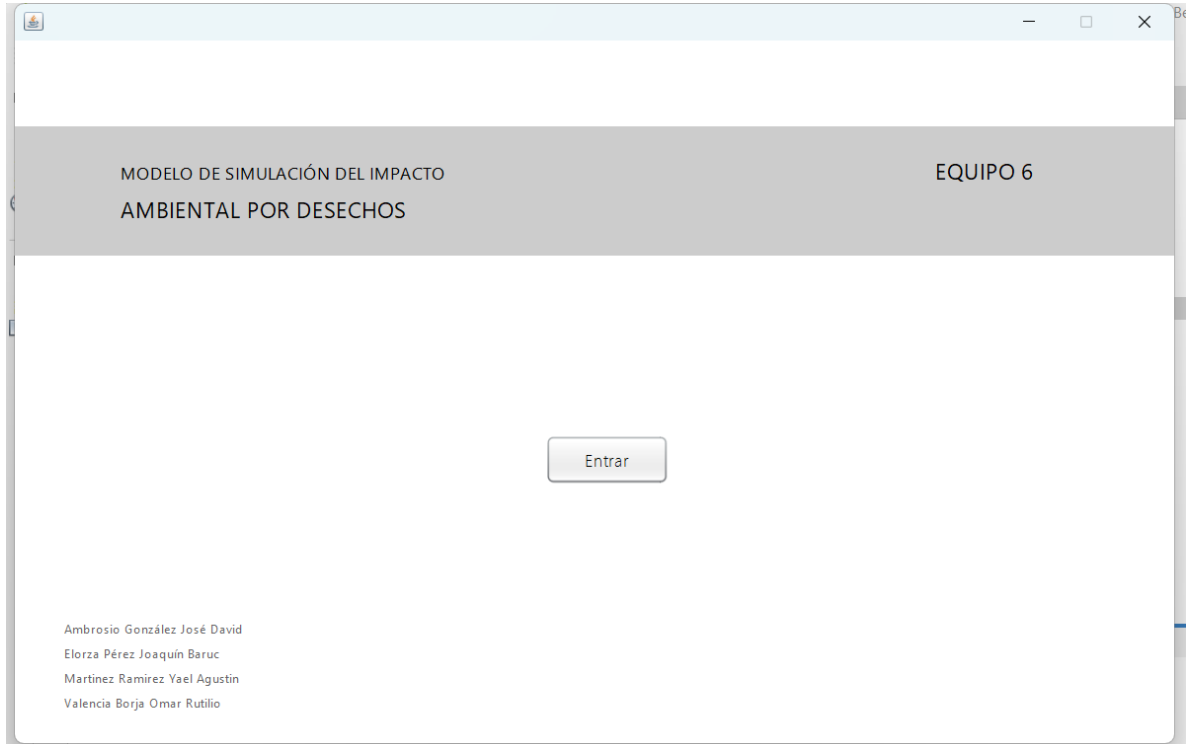 MODELO DE SIMULACIÓN DEL IMPACTO
EQUIPO 6
AMBIENTAL POR DESECHOS
Entrar
Ambrosio González José David
Elorza Pérez Joaquín Baruc
Martinez Ramirez Yael Agustin
Valencia Borja Omar Rutilio